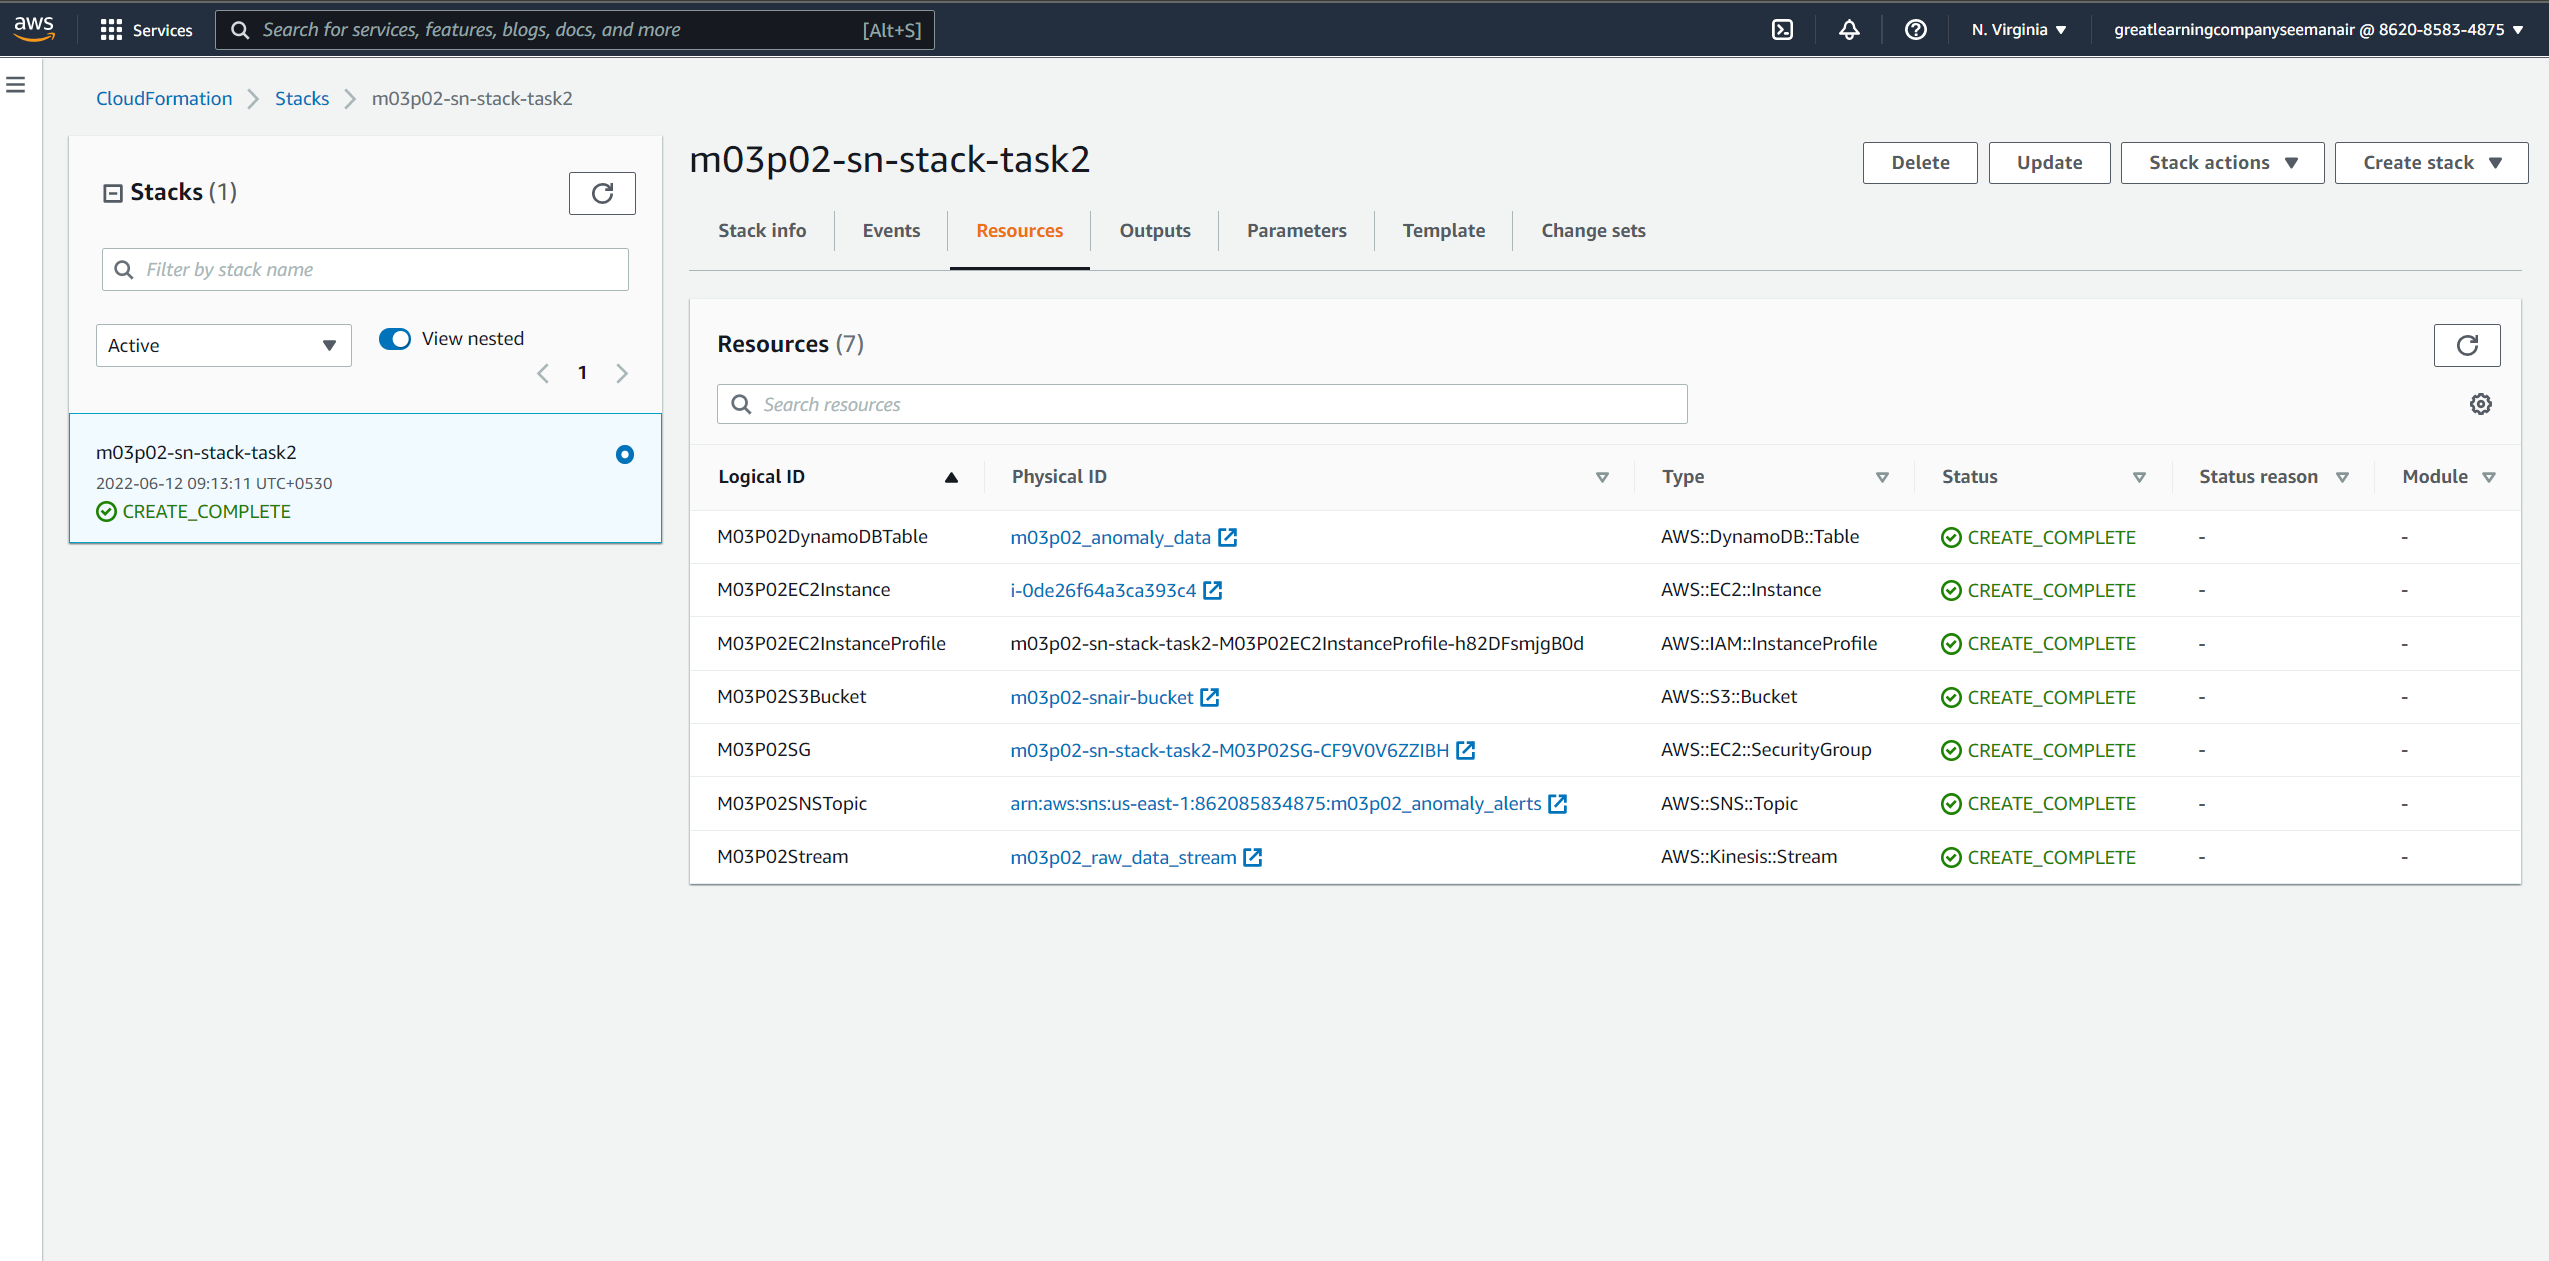 aws Services Search for services, features, blogs, docs, and more [Alt+S] N. Virginia greatlearningcompanyseemanair @ 8620-8583-4875
CloudFormation Stacks m03p02-sn-stack-task2
Stacks (1)
Filter by stack name
Active View nested
1
m03p02-sn-stack-task2
2022-06-12 09:13:11 UTC+0530
CREATE_COMPLETE
m03p02-sn-stack-task2
Delete Update Stack actions Create stack
Stack info Events Resources Outputs Parameters Template Change sets
Resources (7)
Search resources
Logical ID Physical ID Type Status Status reason Module
M03P02DynamoDBTable m03p02_anomaly_data AWS::DynamoDB::Table CREATE_COMPLETE - -
M03P02EC2Instance i-0de26f64a3ca393c4 AWS::EC2::Instance CREATE_COMPLETE - -
M03P02EC2InstanceProfile m03p02-sn-stack-task2-M03P02EC2InstanceProfile-h82DFsmjgB0d AWS::IAM::InstanceProfile CREATE_COMPLETE - -
M03P02S3Bucket m03p02-snair-bucket AWS::S3::Bucket CREATE_COMPLETE - -
M03P02SG m03p02-sn-stack-task2-M03P02SG-CF9V0V6ZZIBH AWS::EC2::SecurityGroup CREATE_COMPLETE - -
M03P02SNSTopic arn:aws:sns:us-east-1:862085834875:m03p02_anomaly_alerts AWS::SNS::Topic CREATE_COMPLETE - -
M03P02Stream m03p02_raw_data_stream AWS::Kinesis::Stream CREATE_COMPLETE - -